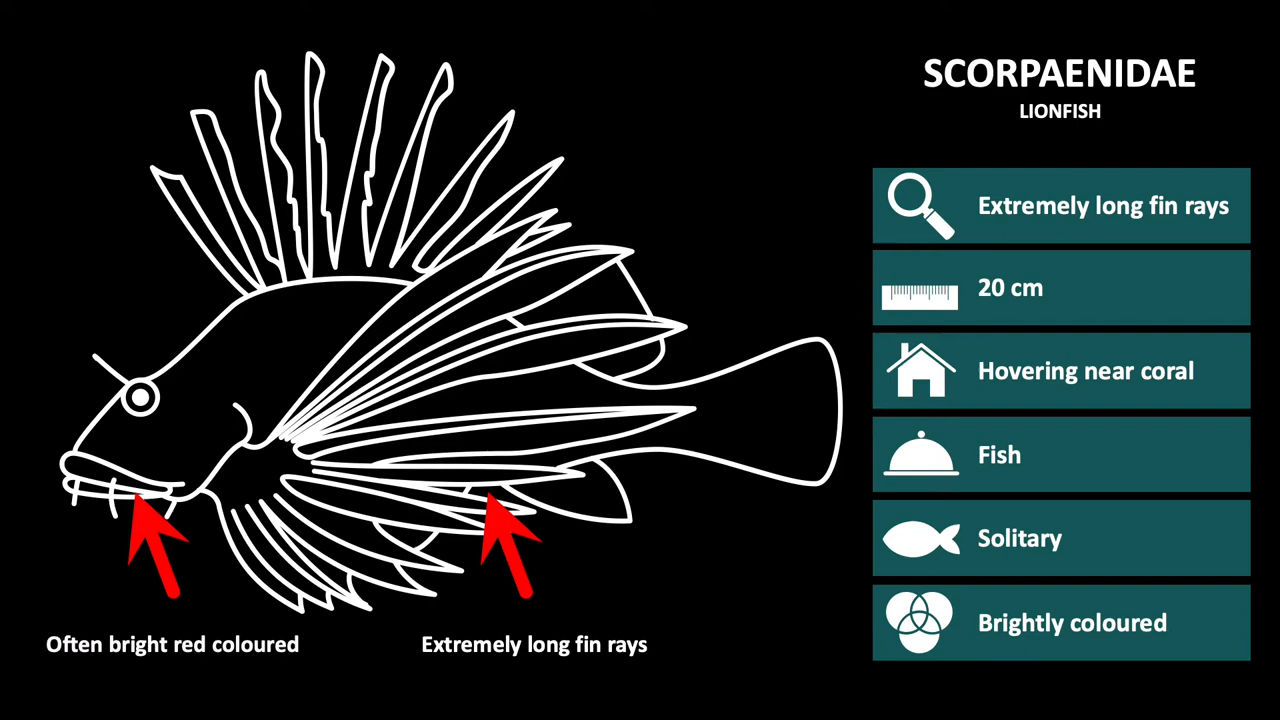 SCORPAENIDAE
LIONFISH
Extremely long fin rays
20 cm
Hovering near coral
Fish
Solitary
Brightly coloured
Often bright red coloured
Extremely long fin rays